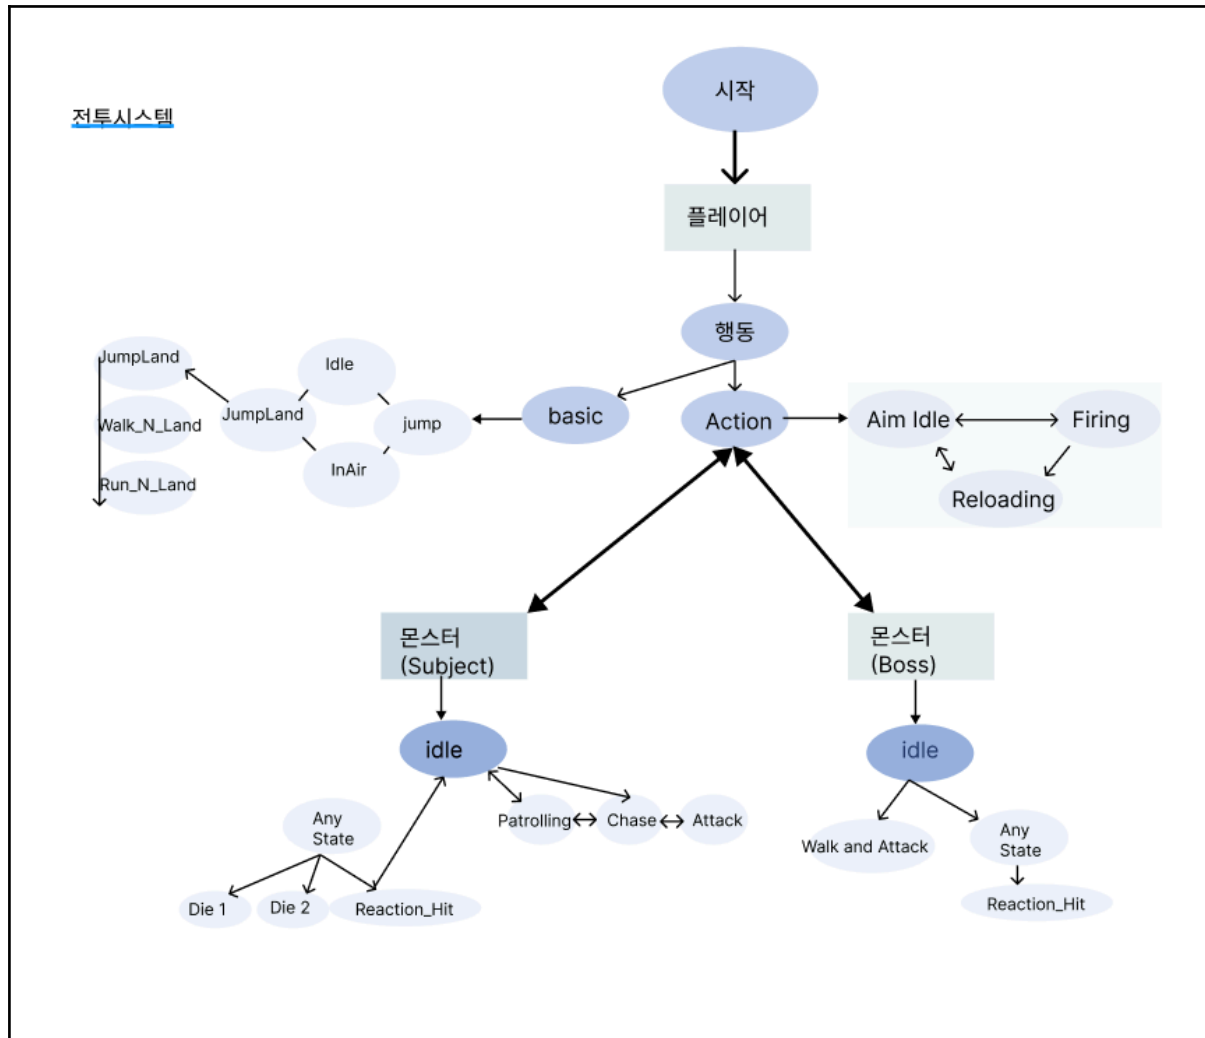 전투시스템
시작
플레이어
행동
basic
Action
jump
Idle
InAir
JumpLand
JumpLand
Walk_N_Land
Run_N_Land
Aim Idle
Firing
Reloading
몬스터
(Subject)
idle
Patrolling
Chase
Attack
Any
State
Die 1
Die 2
Reaction_Hit
몬스터
(Boss)
idle
Walk and Attack
Any
State
Reaction_Hit